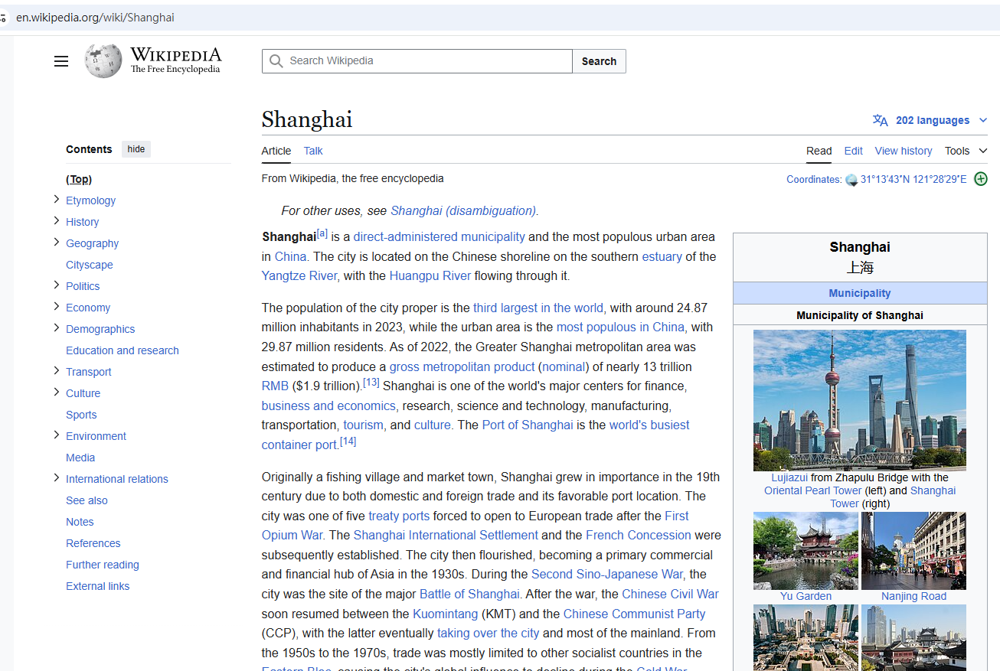 en.wikipedia.org/wiki/Shanghai
WIKIPEDIA
The Free Encyclopedia
Search Wikipedia
Search
Shanghai
202 languages
Contents hide
Article Talk
Read Edit View history Tools
(Top)
Etymology
History
Geography
Cityscape
Politics
Economy
Demographics
Education and research
Transport
Culture
Sports
Environment
Media
International relations
See also
Notes
References
Further reading
External links
From Wikipedia, the free encyclopedia
Coordinates: 31°13′43″N 121°28′29″E
For other uses, see Shanghai (disambiguation).
Shanghai[a] is a direct-administered municipality and the most populous urban area
in China. The city is located on the Chinese shoreline on the southern estuary of the
Yangtze River, with the Huangpu River flowing through it.
The population of the city proper is the third largest in the world, with around 24.87
million inhabitants in 2023, while the urban area is the most populous in China, with
29.87 million residents. As of 2022, the Greater Shanghai metropolitan area was
estimated to produce a gross metropolitan product (nominal) of nearly 13 trillion
RMB ($1.9 trillion).[13] Shanghai is one of the world's major centers for finance,
business and economics, research, science and technology, manufacturing,
transportation, tourism, and culture. The Port of Shanghai is the world's busiest
container port.[14]
Originally a fishing village and market town, Shanghai grew in importance in the 19th
century due to both domestic and foreign trade and its favorable port location. The
city was one of five treaty ports forced to open to European trade after the First
Opium War. The Shanghai International Settlement and the French Concession were
subsequently established. The city then flourished, becoming a primary commercial
and financial hub of Asia in the 1930s. During the Second Sino-Japanese War, the
city was the site of the major Battle of Shanghai. After the war, the Chinese Civil War
soon resumed between the Kuomintang (KMT) and the Chinese Communist Party
(CCP), with the latter eventually taking over the city and most of the mainland. From
the 1950s to the 1970s, trade was mostly limited to other socialist countries in the
Eastern Bloc, causing the city's global influence to decline during the Cold War.
Shanghai
上海
Municipality
Municipality of Shanghai
Lujiazui from Zhapulu Bridge with the
Oriental Pearl Tower (left) and Shanghai
Tower (right)
Yu Garden
Nanjing Road